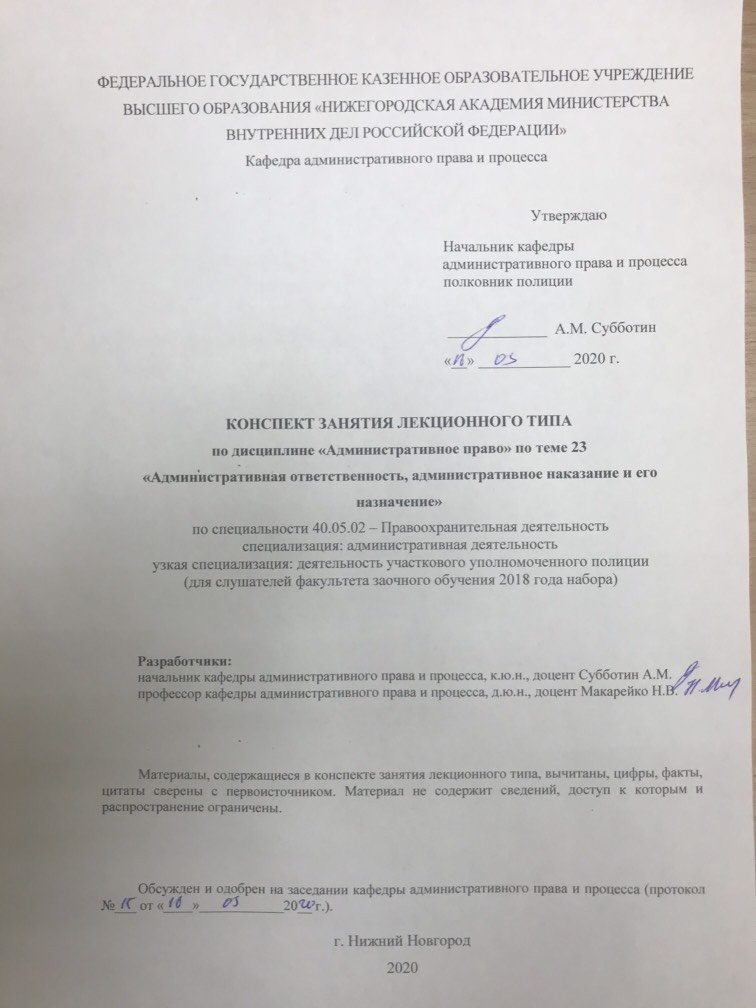 ФЕДЕРАЛЬНОЕ ГОСУДАРСТВЕННОЕ КАЗЕННОЕ ОБРАЗОВАТЕЛЬНОЕ УЧРЕЖДЕНИЕ
ВЫСШЕГО ОБРАЗОВАНИЯ «НИЖЕГОРОДСКАЯ АКАДЕМИЯ МИНИСТЕРСТВА
ВНУТРЕННИХ ДЕЛ РОССИЙСКОЙ ФЕДЕРАЦИИ»
Кафедра административного права и процесса
Утверждаю
Начальник кафедры
административного права и процесса
полковник полиции
____________ А.М. Субботин
«__» 03 2020 г.
КОНСПЕКТ ЗАНЯТИЯ ЛЕКЦИОННОГО ТИПА
по дисциплине «Административное право» по теме 23
«Административная ответственность, административное наказание и его
назначение»
по специальности 40.05.02 – Правоохранительная деятельность
специализация: административная деятельность
узкая специализация: деятельность участкового уполномоченного полиции
(для слушателей факультета заочного обучения 2018 года набора)
Разработчики:
начальник кафедры административного права и процесса, к.ю.н., доцент Субботин А.М.
профессор кафедры административного права и процесса, д.ю.н., доцент Макарейко Н.В.
Материалы, содержащиеся в конспекте занятия лекционного типа, вычитаны, цифры, факты,
цитаты сверены с первоисточником. Материал не содержит сведений, доступ к которым и
распространение ограничены.
Обсужден и одобрен на заседании кафедры административного права и процесса (протокол
№ 15 от «__» 03 2020 г.).
г. Нижний Новгород
2020